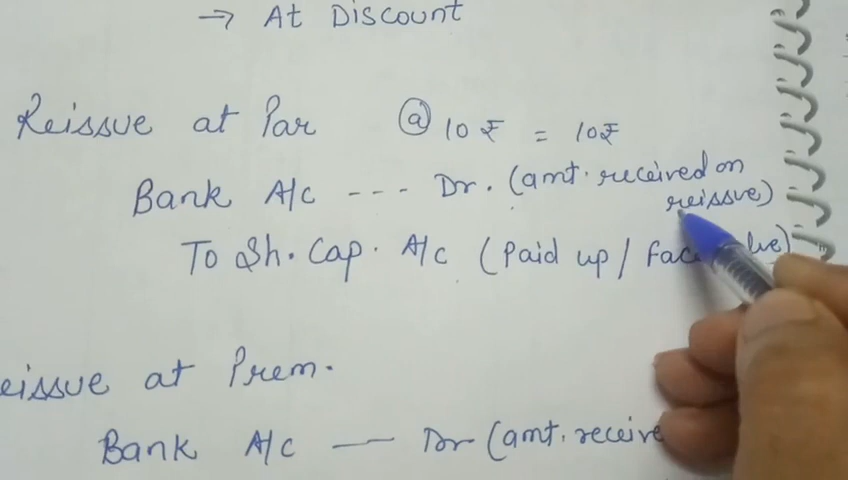 → At Discount
Reissue at Par @ 10 ₹ = 10₹
Bank A/c --- Dr. (amt. received on
reissue)
To Sh. Cap. A/c (Paid up /
eissue at Prem.
Bank A/c — Dr (amt. receive